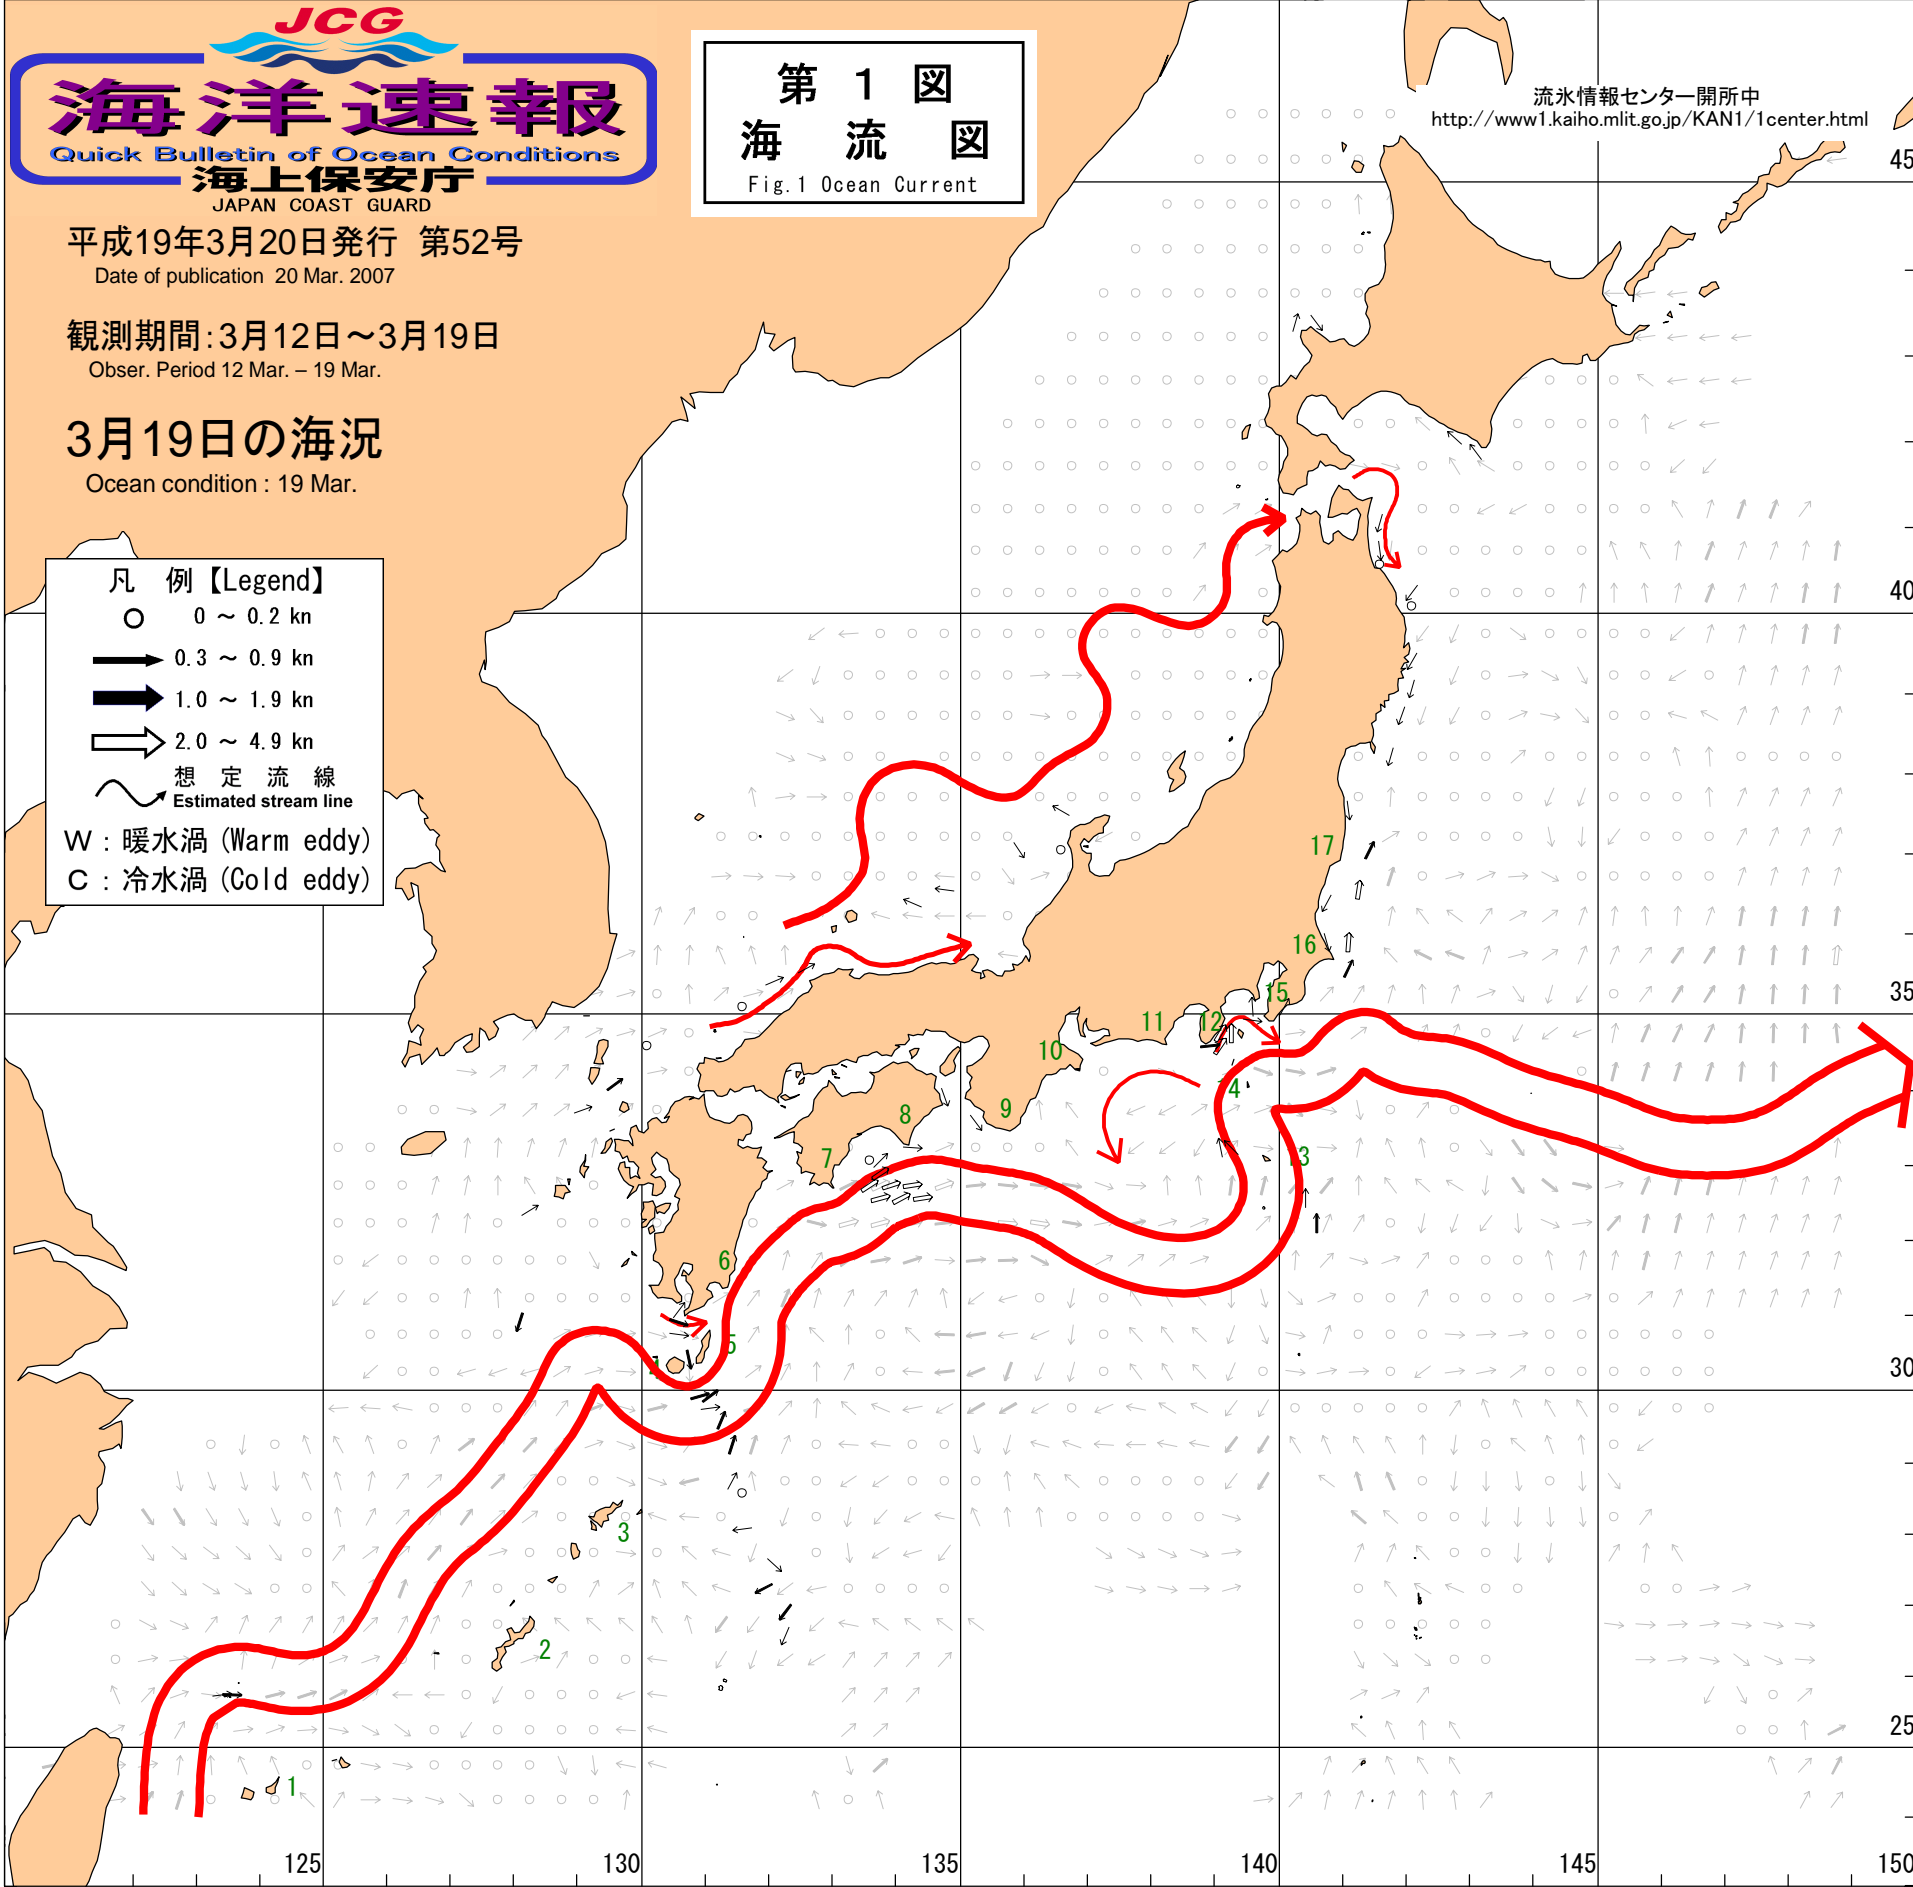 JCG
海洋速報
Quick Bulletin of Ocean Conditions
海上保安庁
JAPAN COAST GUARD
平成19年3月20日発行 第52号
Date of publication 20 Mar. 2007
観測期間:3月12日~3月19日
Obser. Period 12 Mar. – 19 Mar.
3月19日の海況
Ocean condition : 19 Mar.
第 1 図
海 流 図
Fig.1 Ocean Current
流氷情報センター開所中
http://www1.kaiho.mlit.go.jp/KAN1/1center.html
凡 例【Legend】
0 ~ 0.2 kn
0.3 ~ 0.9 kn
1.0 ~ 1.9 kn
2.0 ~ 4.9 kn
想 定 流 線
Estimated stream line
W : 暖水渦 (Warm eddy)
C : 冷水渦 (Cold eddy)
45
40
35
30
25
17
16
15
12
11
10
14
9
8
7
13
6
5
4
3
2
1
125
130
135
140
145
150